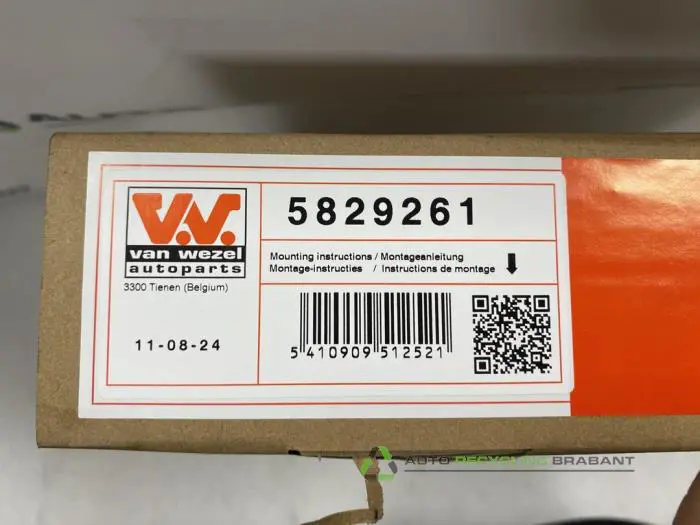 V.W.
van wezel
autoparts
3300 Tienen (Belgium)
11-08-24
5829261
Mounting instructions / Montageanleitung
Montage-instructies / Instructions de montage
5 410909 512521
AUTO RECYCLING BRABANT